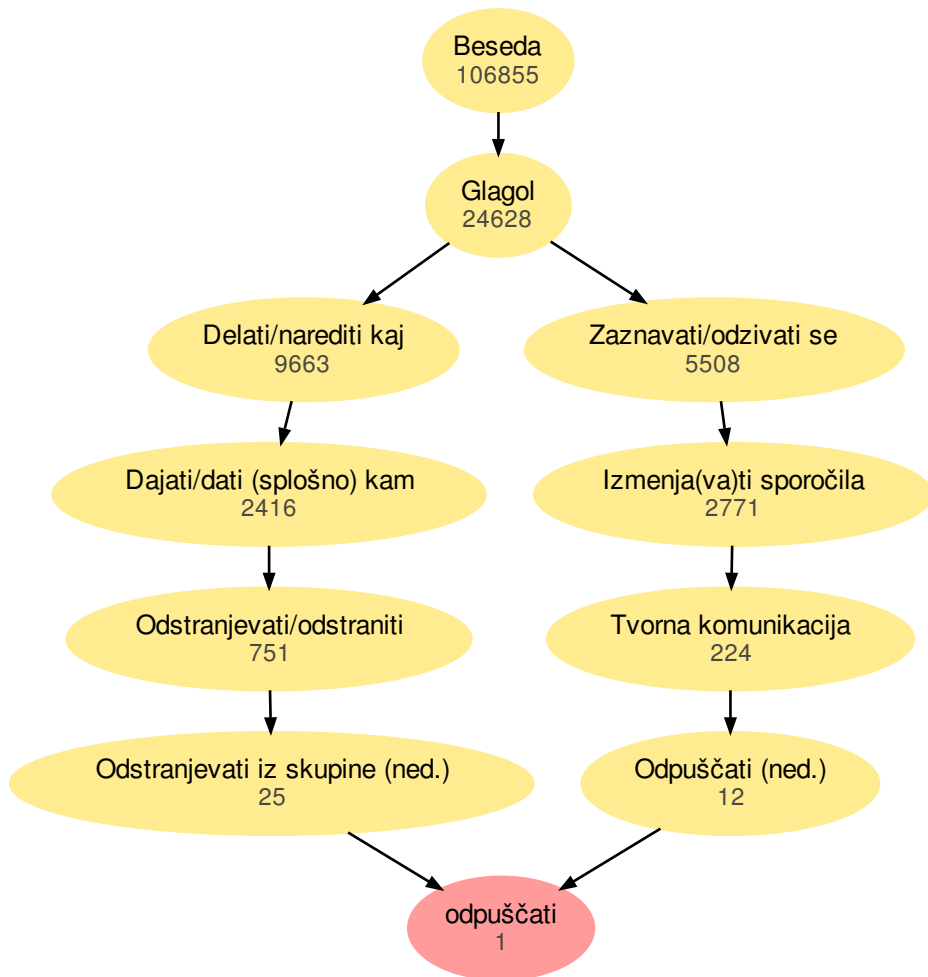 Beseda
106855
Glagol
24628
Delati/narediti kaj
9663
Zaznavati/odzivati se
5508
Dajati/dati (splošno) kam
2416
Izmenja(va)ti sporočila
2771
Odstranjevati/odstraniti
751
Tvorna komunikacija
224
Odstranjevati iz skupine (ned.)
25
Odpuščati (ned.)
12
odpuščati
1